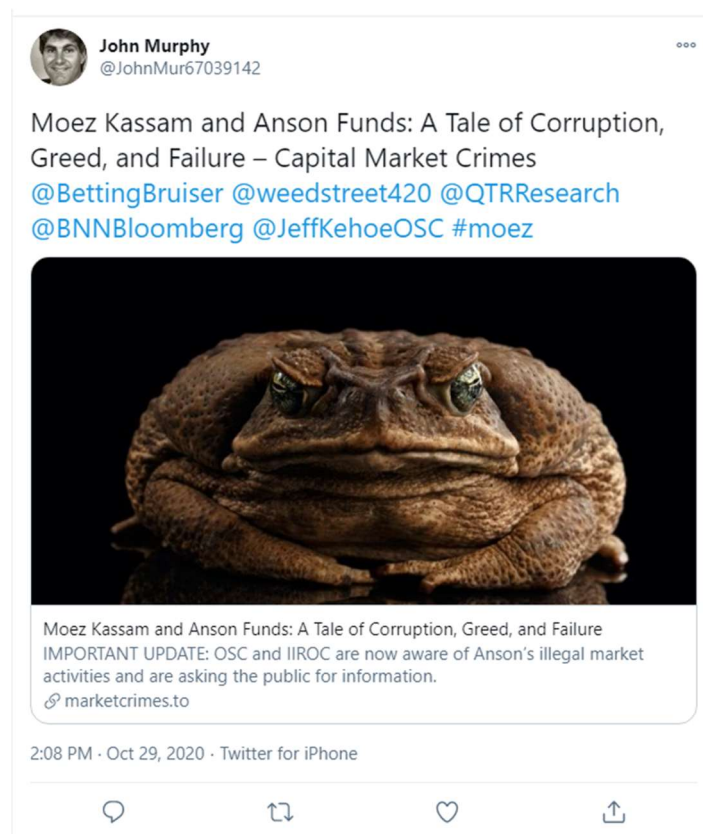 John Murphy
@JohnMur67039142
Moez Kassam and Anson Funds: A Tale of Corruption,
Greed, and Failure – Capital Market Crimes
@BettingBruiser @weedstreet420 @QTRResearch
@BNNBloomberg @JeffKehoeOSC #moez
Moez Kassam and Anson Funds: A Tale of Corruption, Greed, and Failure
IMPORTANT UPDATE: OSC and IIROC are now aware of Anson's illegal market
activities and are asking the public for information.
marketcrimes.to
2:08 PM · Oct 29, 2020 · Twitter for iPhone